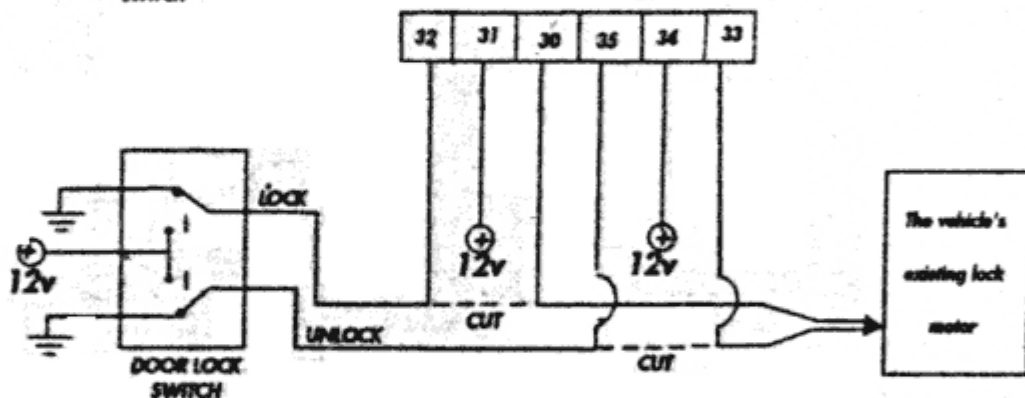 SWITCH
32 31 30 35 34 33
LOCK
The vehicle's
existing lock
motor
12v
12v
12v
CUT
UNLOCK
CUT
DOOR LOCK
SWITCH